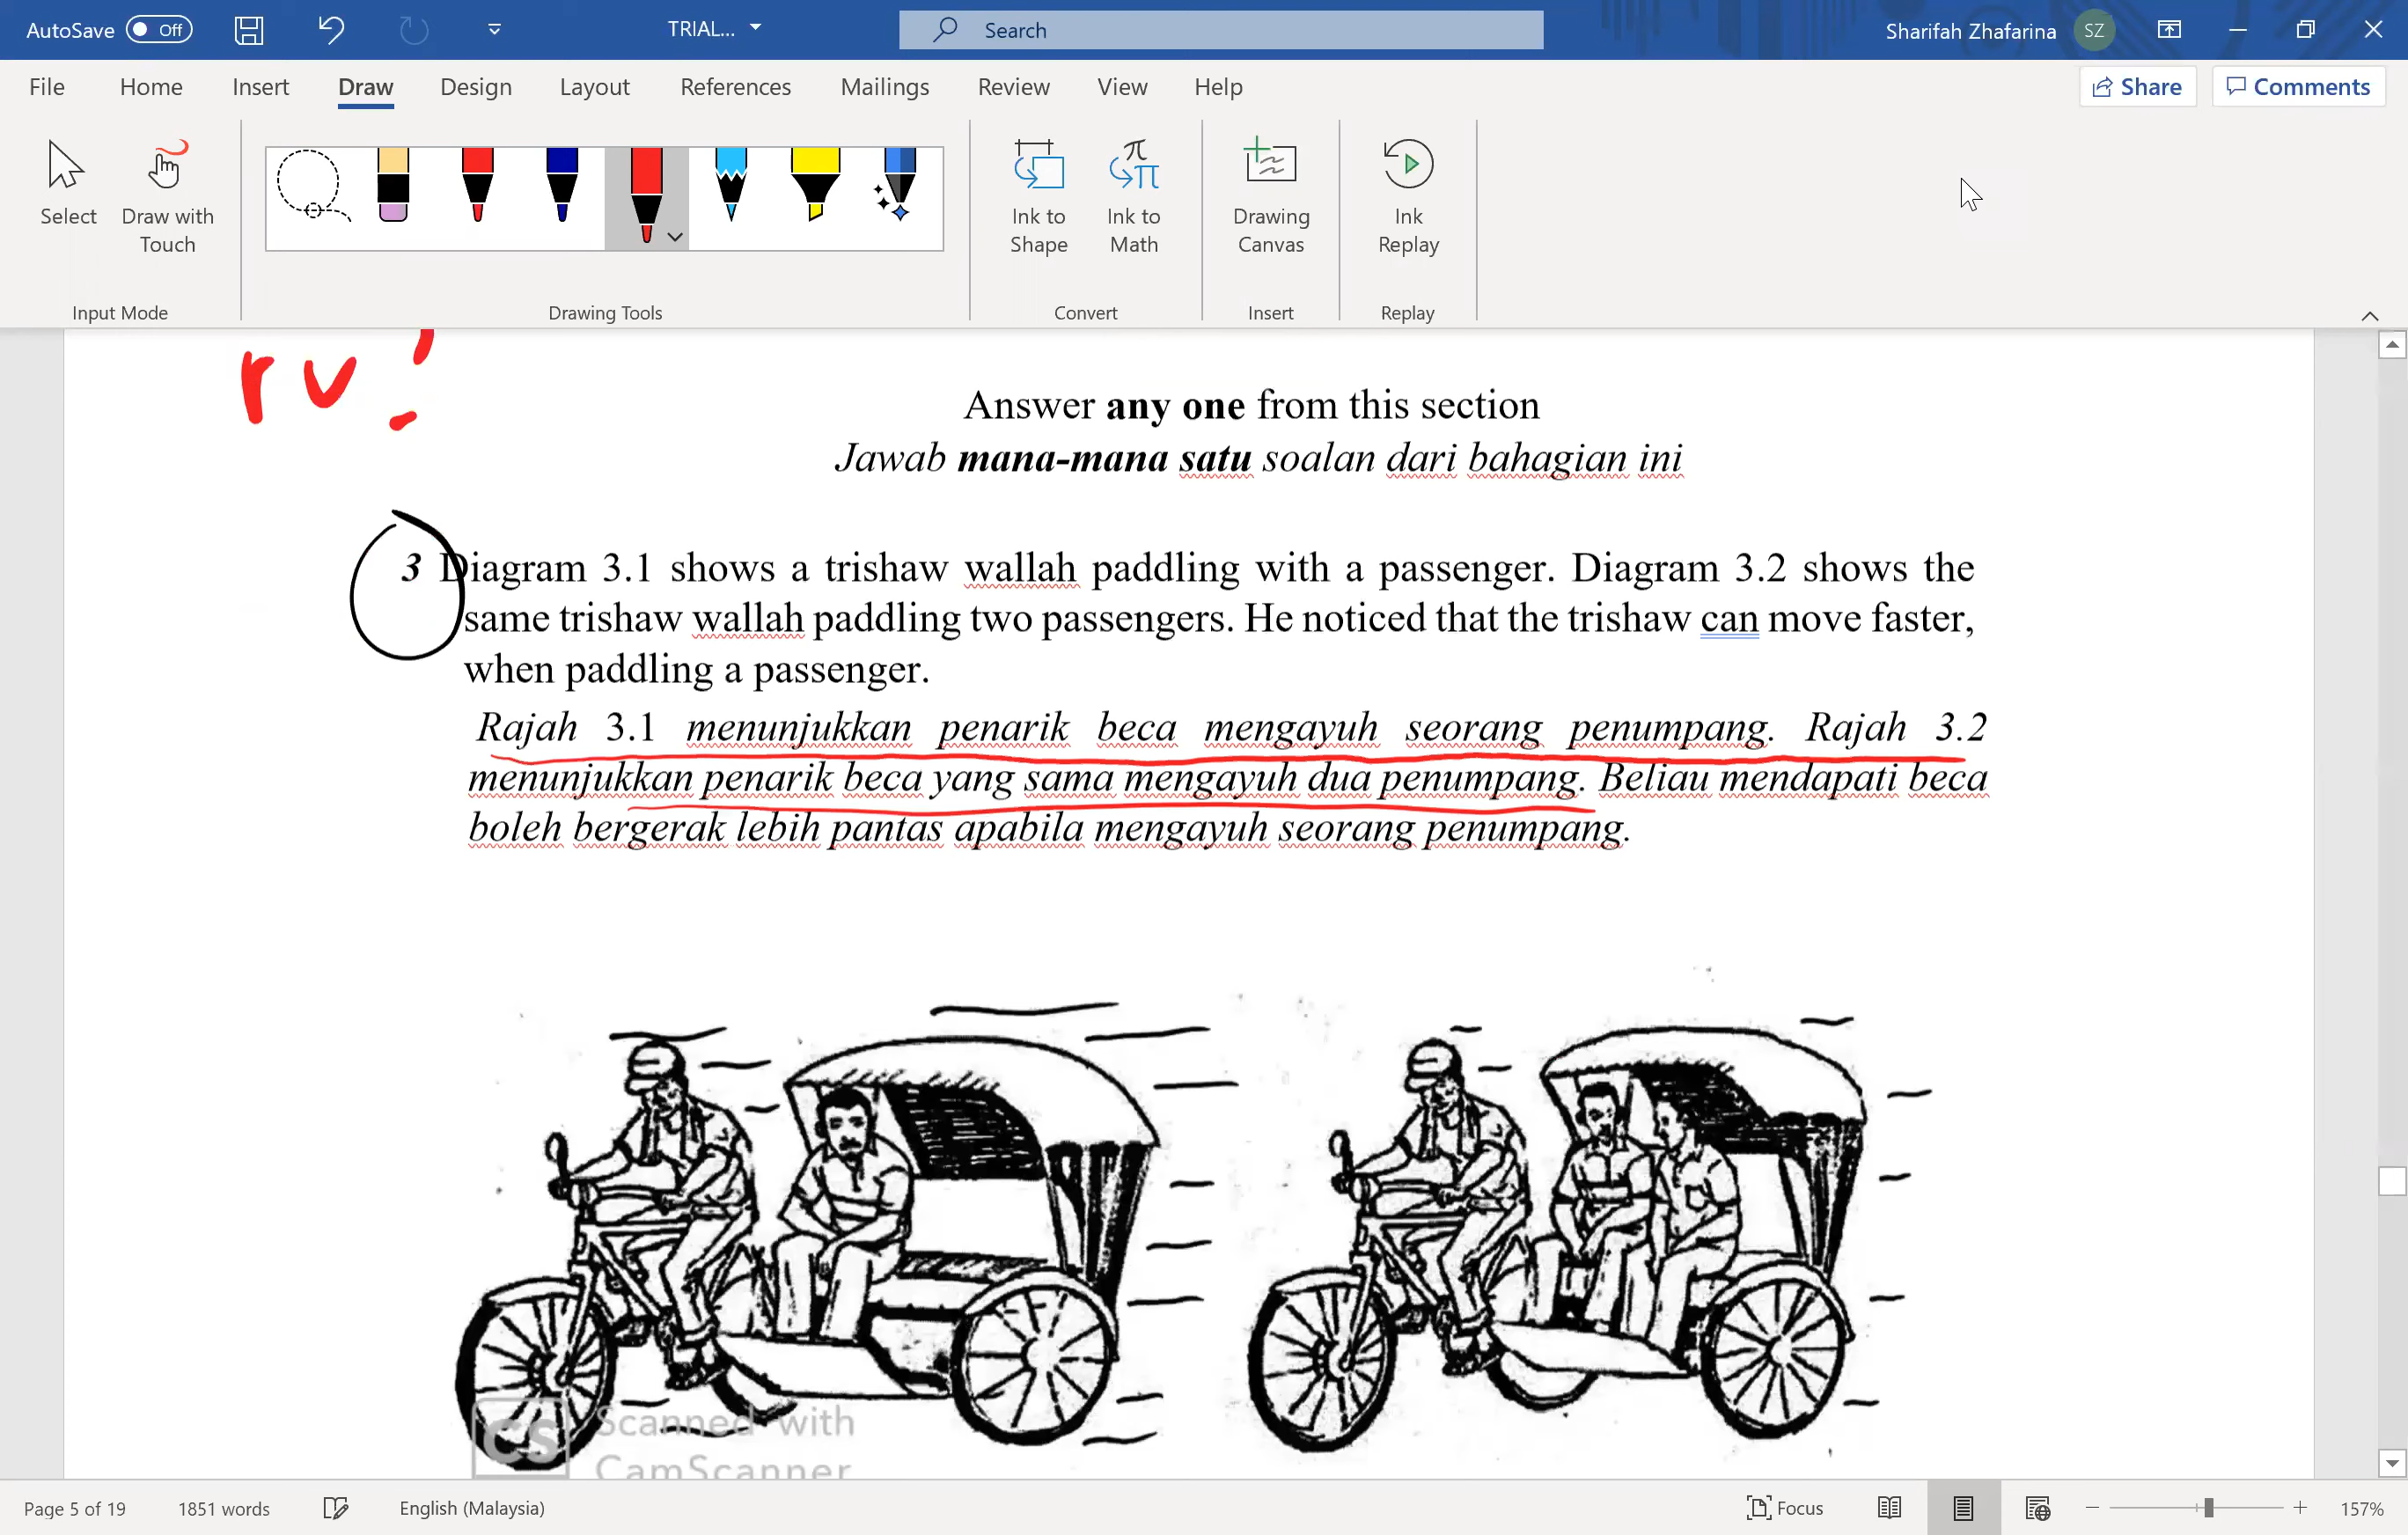 AutoSave Off TRIAL... Search Sharifah Zhafarina SZ
File Home Insert Draw Design Layout References Mailings Review View Help Share Comments
Select
Draw with
Touch
Ink to
Shape
Ink to
Math
Drawing
Canvas
Ink
Replay
Input Mode Drawing Tools Convert Insert Replay
rv?
Answer any one from this section
Jawab mana-mana satu soalan dari bahagian ini
3 Diagram 3.1 shows a trishaw wallah paddling with a passenger. Diagram 3.2 shows the
same trishaw wallah paddling two passengers. He noticed that the trishaw can move faster,
when paddling a passenger.
Rajah 3.1 menunjukkan penarik beca mengayuh seorang penumpang. Rajah 3.2
menunjukkan penarik beca yang sama mengayuh dua penumpang. Beliau mendapati beca
boleh bergerak lebih pantas apabila mengayuh seorang penumpang.
CS Scanned with
CamScanner
Page 5 of 19 1851 words English (Malaysia) Focus 157%